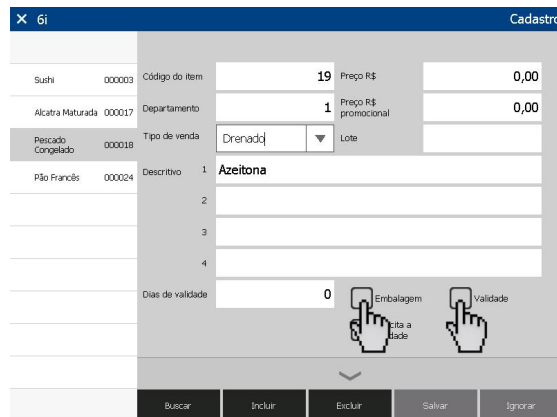 6i Cadastro
Sushi 000003
Alcatra Maturada 000017
Pescado
Congelado 000018
Pão Francês 000024
Código do item 19 Preço R$ 0,00
Departamento 1 Preço R$
promocional 0,00
Tipo de venda Drenado Lote
Descritivo 1 Azeitona
2
3
4
Dias de validade 0 Embalagem Validade
Buscar Incluir Excluir Salvar Ignorar